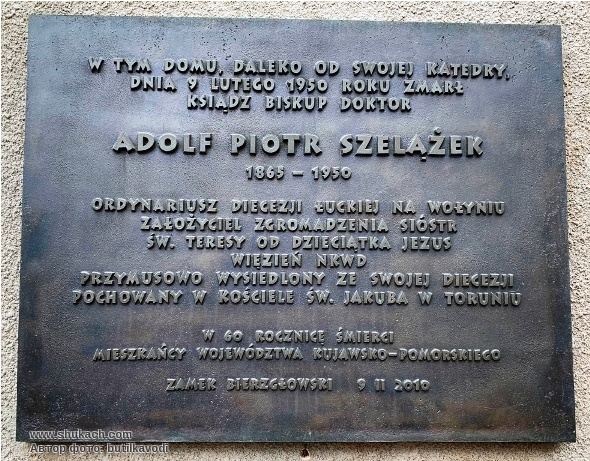 W TYM DOMU, DALEKO OD SWOJEJ KATEDRY,
DNIA 9 LUTEGO 1950 ROKU ZMARŁ
KSIĄDZ BISKUP DOKTOR
ADOLF PIOTR SZELĄŻEK
1865 – 1950
ORDYNARIUSZ DIECEZJI ŁUCKIEJ NA WOŁYNIU
ZAŁOŻYCIEL ZGROMADZENIA SIÓSTR
ŚW. TERESY OD DZIECIĄTKA JEZUS
WIĘZIEŃ NKWD
PRZYMUSOWO WYSIEDLONY ZE SWOJEJ DIECEZJI
POCHOWANY W KOŚCIELE ŚW. JAKUBA W TORUNIU
W 60 ROCZNICĘ ŚMIERCI
MIESZKAŃCY WOJEWÓDZTWA KUJAWSKO-POMORSKIEGO
ZAMEK BIERZGŁOWSKI 9 II 2010
www.shukach.com
Автор фото: butilkavodi